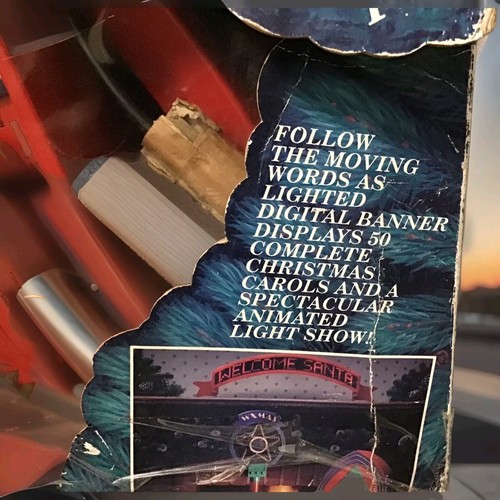 FOLLOW
THE MOVING
WORDS AS
LIGHTED
DIGITAL BANNER
DISPLAYS 50
COMPLETE
CHRISTMAS
CAROLS AND A
SPECTACULAR
ANIMATED
LIGHT SHOW!
WELCOME SANTA
WXMAS